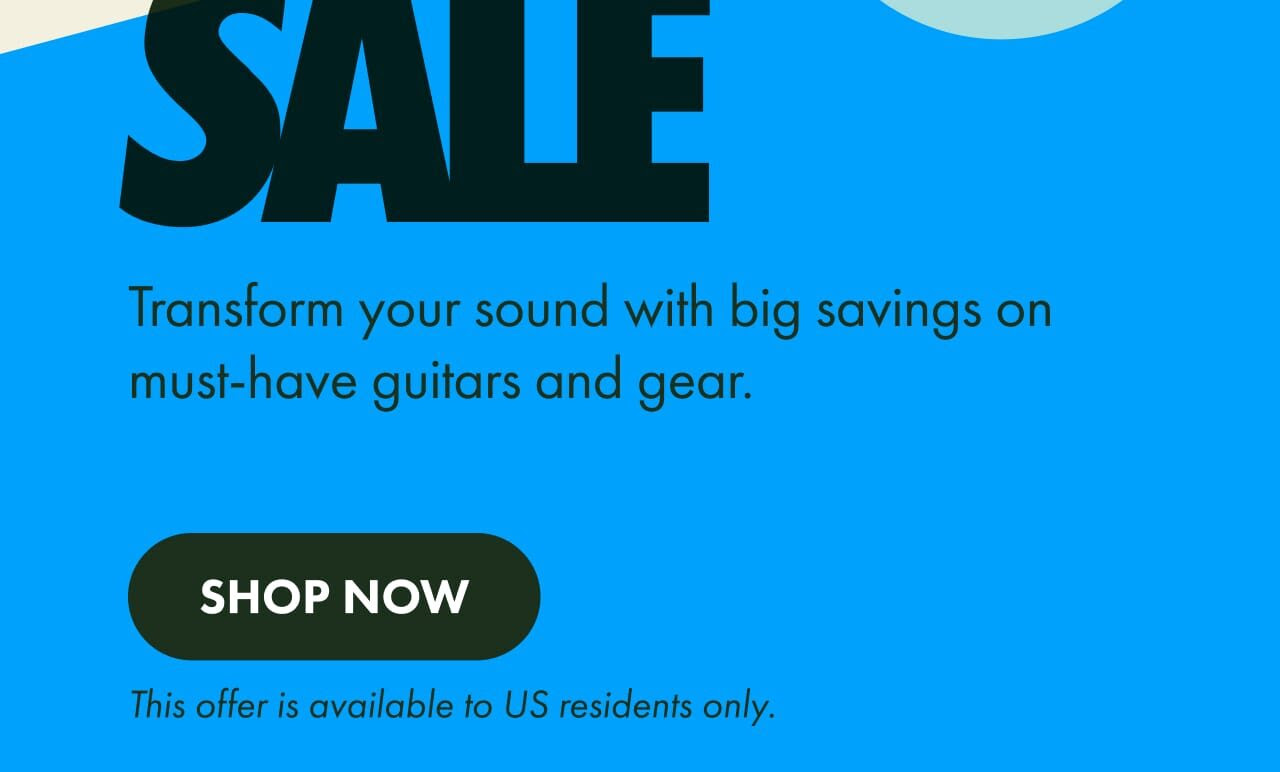 SALE
Transform your sound with big savings on
must-have guitars and gear.
SHOP NOW
This offer is available to US residents only.